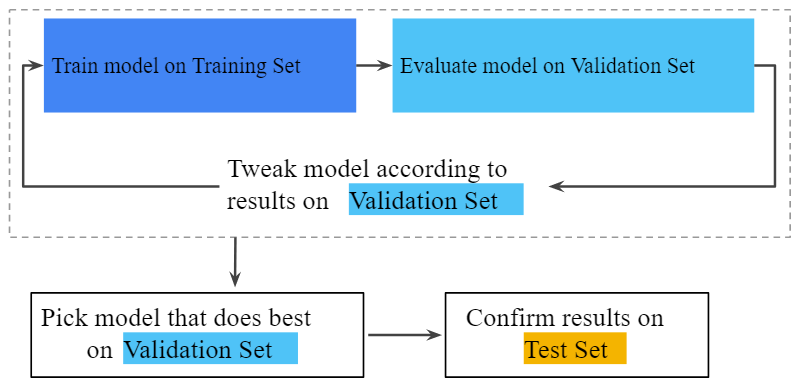 Train model on Training Set
Evaluate model on Validation Set
Tweak model according to
results on Validation Set
Pick model that does best
on Validation Set
Confirm results on
Test Set